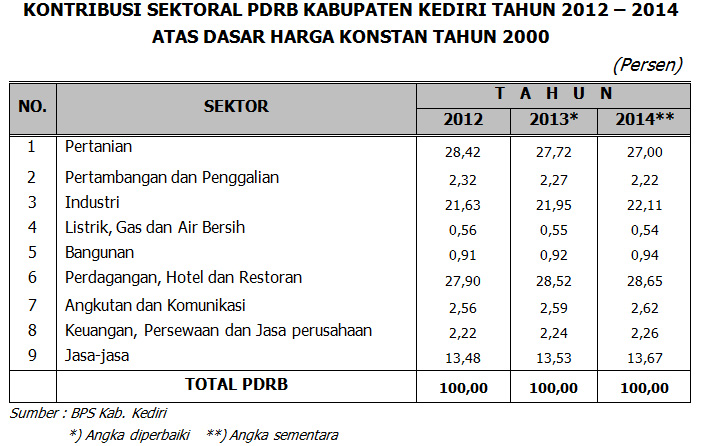 KONTRIBUSI SEKTORAL PDRB KABUPATEN KEDIRI TAHUN 2012 – 2014
ATAS DASAR HARGA KONSTAN TAHUN 2000
(Persen)
NO. SEKTOR T A H U N
2012 2013* 2014**
1 Pertanian 28,42 27,72 27,00
2 Pertambangan dan Penggalian 2,32 2,27 2,22
3 Industri 21,63 21,95 22,11
4 Listrik, Gas dan Air Bersih 0,56 0,55 0,54
5 Bangunan 0,91 0,92 0,94
6 Perdagangan, Hotel dan Restoran 27,90 28,52 28,65
7 Angkutan dan Komunikasi 2,56 2,59 2,62
8 Keuangan, Persewaan dan Jasa perusahaan 2,22 2,24 2,26
9 Jasa-jasa 13,48 13,53 13,67
TOTAL PDRB 100,00 100,00 100,00
Sumber : BPS Kab. Kediri
*) Angka diperbaiki **) Angka sementara